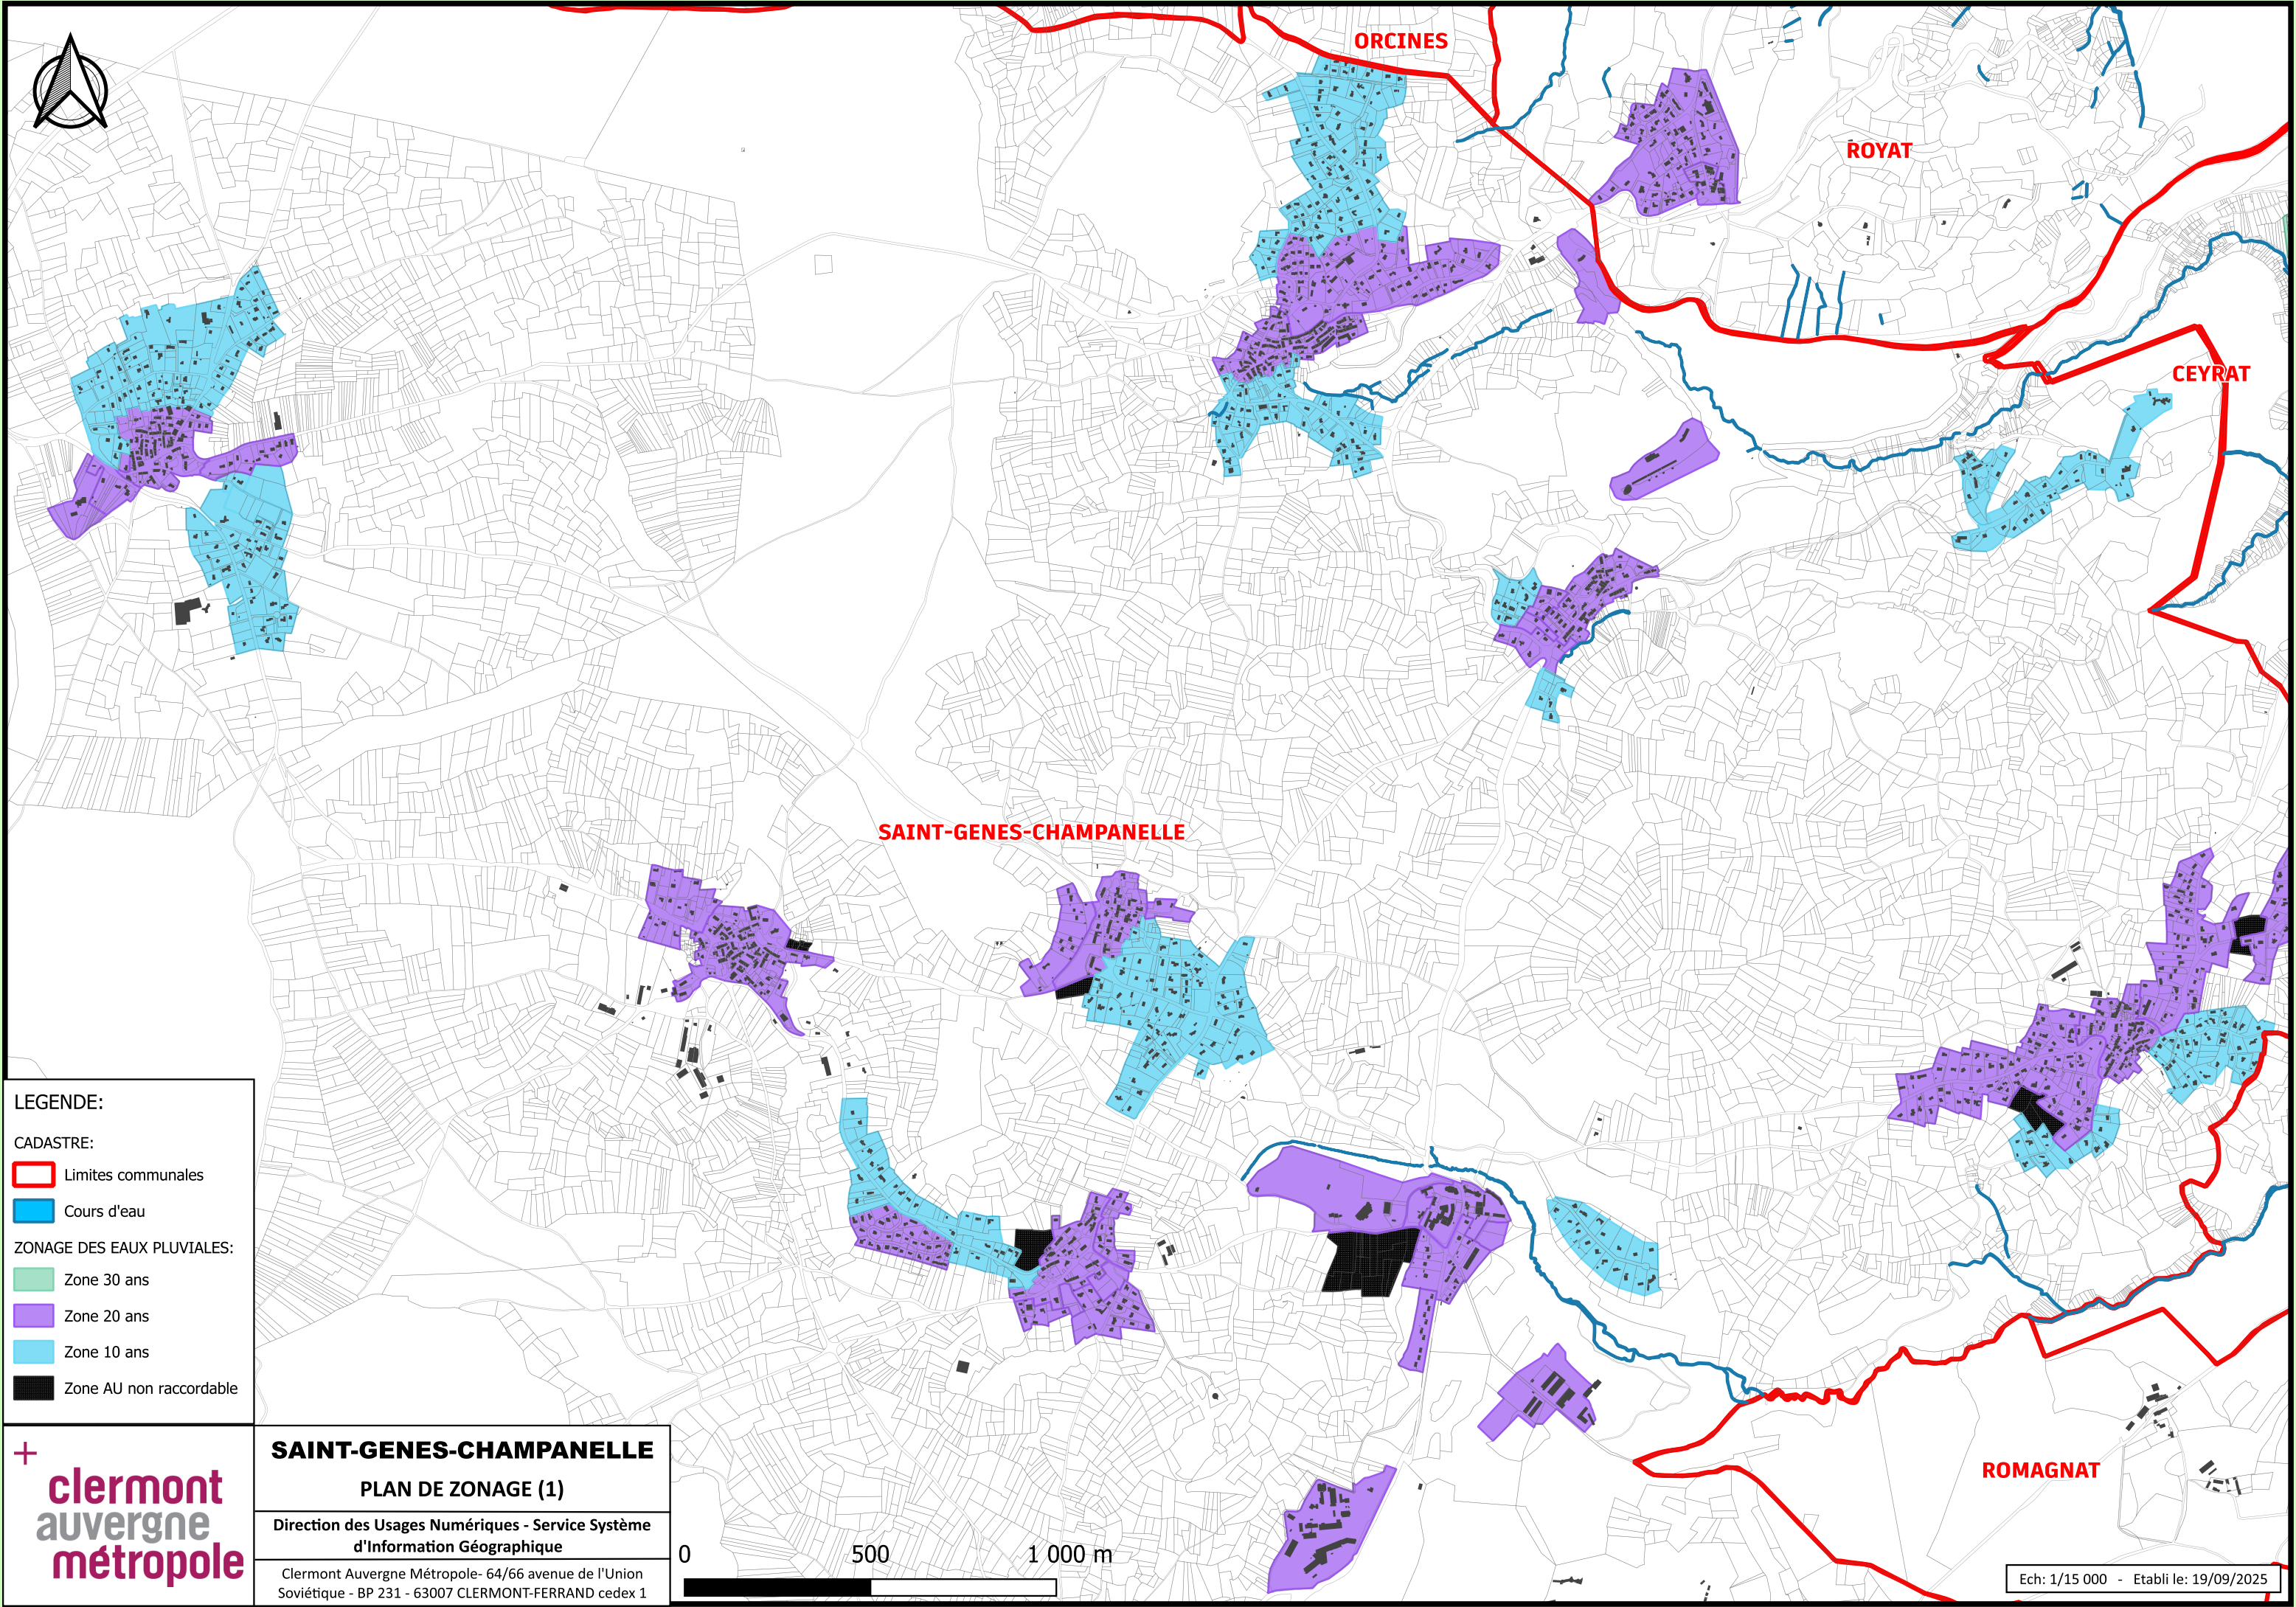 ORCINES
ROYAT
CEYRAT
SAINT-GENES-CHAMPANELLE
ROMAGNAT
LEGENDE:
CADASTRE:
Limites communales
Cours d'eau
ZONAGE DES EAUX PLUVIALES:
Zone 30 ans
Zone 20 ans
Zone 10 ans
Zone AU non raccordable
+
clermont
auvergne
métropole
SAINT-GENES-CHAMPANELLE
PLAN DE ZONAGE (1)
Direction des Usages Numériques - Service Système
d'Information Géographique
Clermont Auvergne Métropole- 64/66 avenue de l'Union
Soviétique - BP 231 - 63007 CLERMONT-FERRAND cedex 1
0 500 1 000 m
Ech: 1/15 000 - Etabli le: 19/09/2025